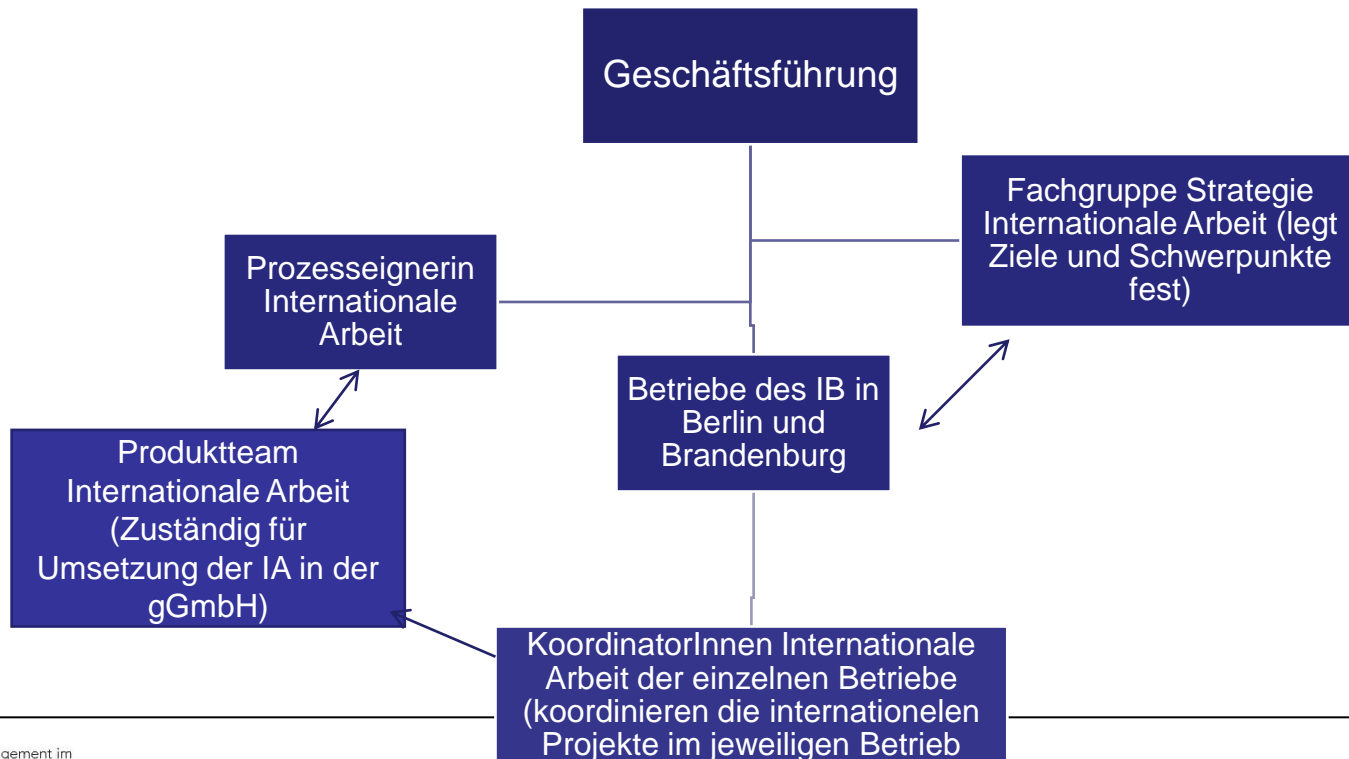 Geschäftsführung
Fachgruppe Strategie
Internationale Arbeit (legt
Ziele und Schwerpunkte
fest)
Prozesseignerin
Internationale
Arbeit
Betriebe des IB in
Berlin und
Brandenburg
Produktteam
Internationale Arbeit
(Zuständig für
Umsetzung der IA in der
gGmbH)
KoordinatorInnen Internationale
Arbeit der einzelnen Betriebe
(koordinieren die internationelen
Projekte im jeweiligen Betrieb
gement im